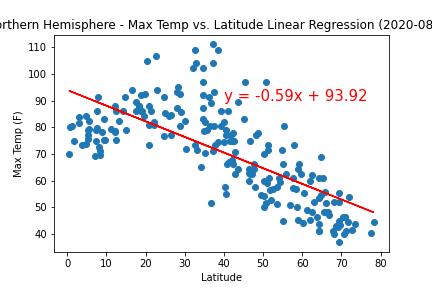 orthern Hemisphere - Max Temp vs. Latitude Linear Regression (2020-08
110
100
90
80
70
60
50
40
y = -0.59x + 93.92
Max Temp (F)
0 10 20 30 40 50 60 70 80
Latitude